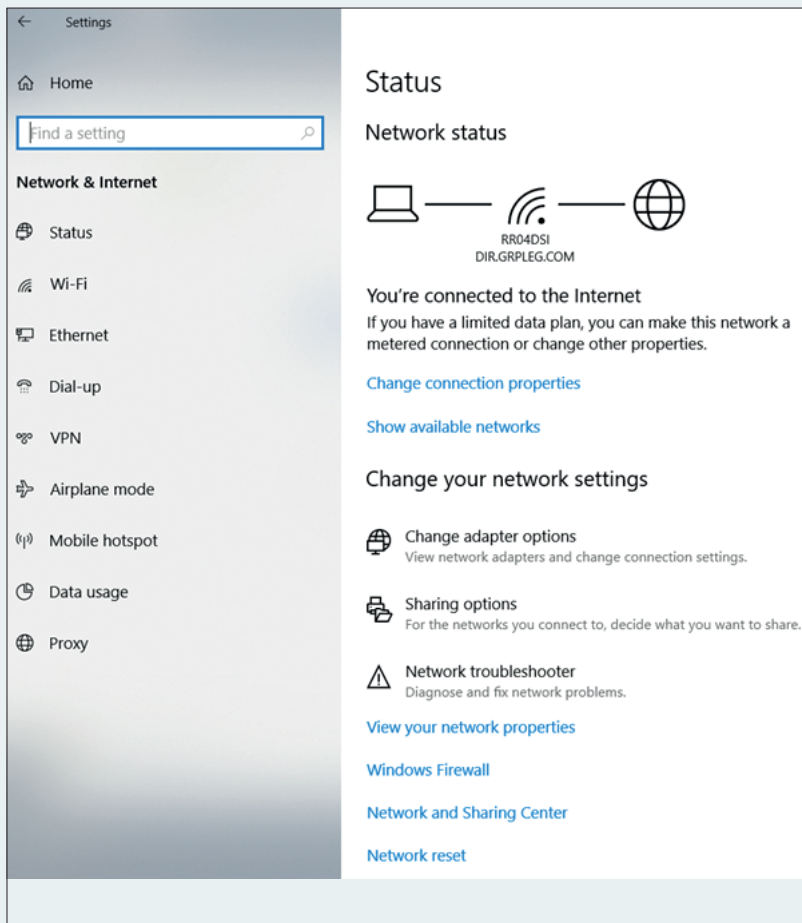 Settings
Home
Find a setting
Network & Internet
Status
Wi-Fi
Ethernet
Dial-up
VPN
Airplane mode
Mobile hotspot
Data usage
Proxy
Status
Network status
RR04DSI
DIR.GRPLEG.COM
You're connected to the Internet
If you have a limited data plan, you can make this network a
metered connection or change other properties.
Change connection properties
Show available networks
Change your network settings
Change adapter options
View network adapters and change connection settings.
Sharing options
For the networks you connect to, decide what you want to share.
Network troubleshooter
Diagnose and fix network problems.
View your network properties
Windows Firewall
Network and Sharing Center
Network reset